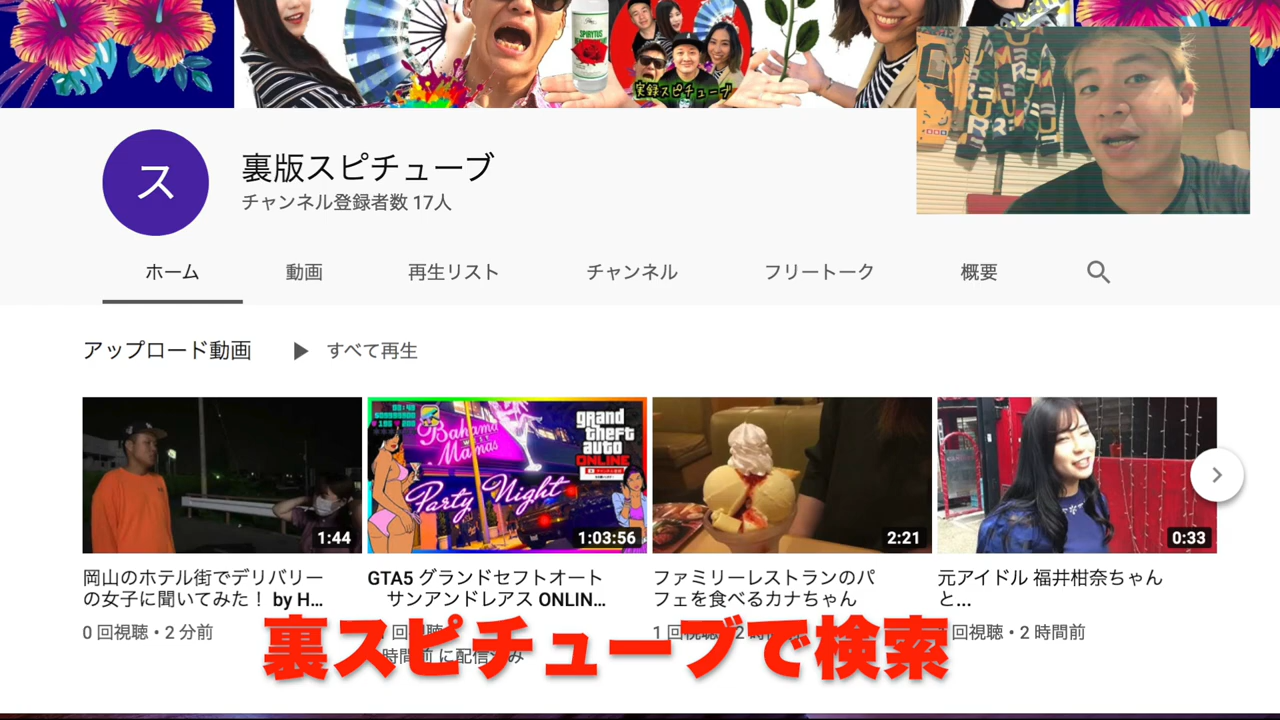 SPIRYTUS
実録スピチューブ
ス
裏版スピチューブ
チャンネル登録者数 17人
ホーム
動画
再生リスト
チャンネル
フリートーク
概要
アップロード動画
すべて再生
Bahama
Mamas
Party Night
grand
theft
auto
ONLINE
1:44
1:03:56
2:21
0:33
岡山のホテル街でデリバリー
の女子に聞いてみた！ by H...
0 回視聴・2 分前
GTA5 グランドセフトオート
サンアンドレアス ONLIN...
ファミリーレストランのパ
フェを食べるカナちゃん
元アイドル 福井柑奈ちゃん
と...
回視聴・2 時間前
裏スピチューブで検索